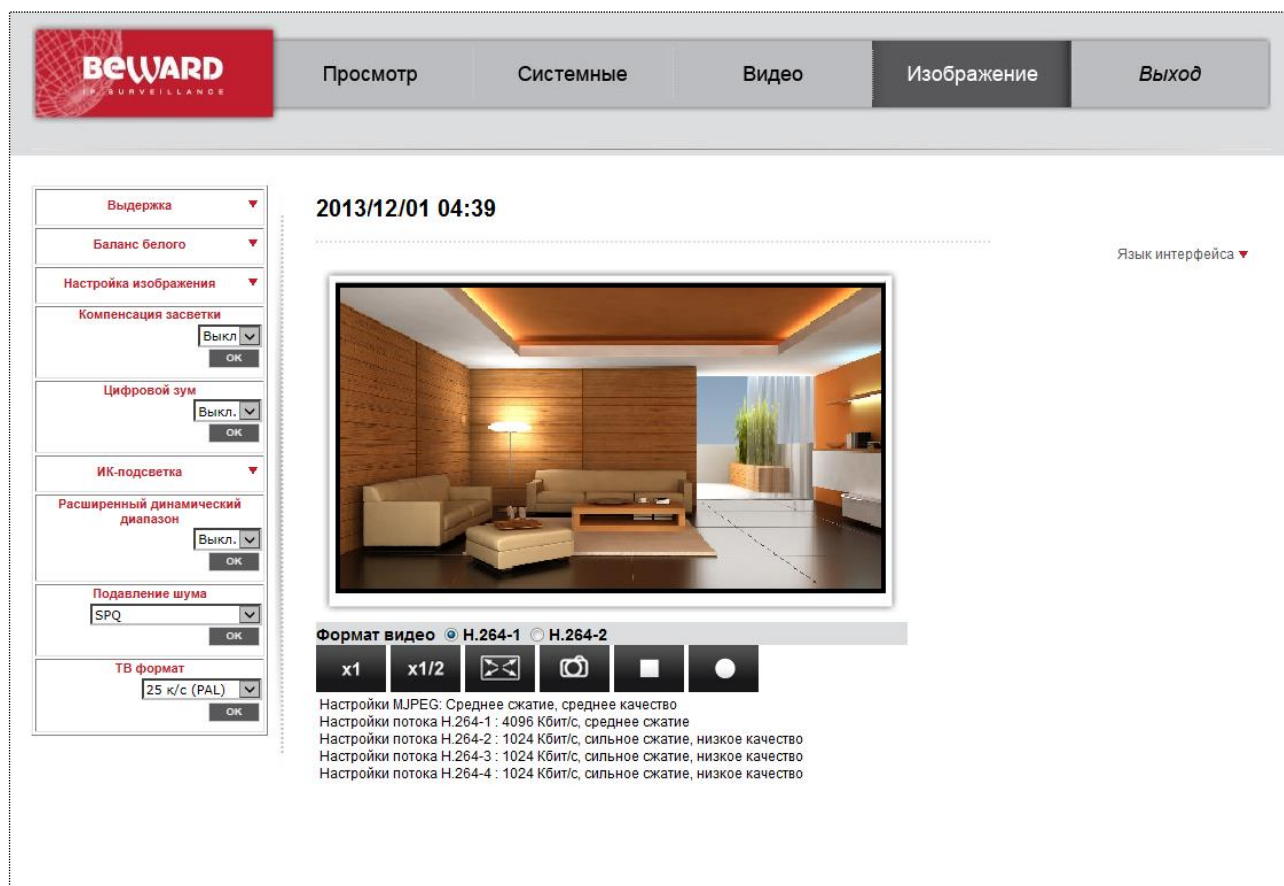 BEWARD
IP SURVEILLANCE
Просмотр
Системные
Видео
Изображение
Выход
Выдержка
Баланс белого
Настройка изображения
Компенсация засветки
Выкл
OK
Цифровой зум
Выкл.
OK
ИК-подсветка
Расширенный динамический
диапазон
Выкл.
OK
Подавление шума
SPQ
OK
ТВ формат
25 к/с (PAL)
OK
2013/12/01 04:39
Язык интерфейса
Формат видео H.264-1 H.264-2
x1
x1/2
Настройки MJPEG: Среднее сжатие, среднее качество
Настройки потока H.264-1 : 4096 Кбит/с, среднее сжатие
Настройки потока H.264-2 : 1024 Кбит/с, сильное сжатие, низкое качество
Настройки потока H.264-3 : 1024 Кбит/с, сильное сжатие, низкое качество
Настройки потока H.264-4 : 1024 Кбит/с, сильное сжатие, низкое качество